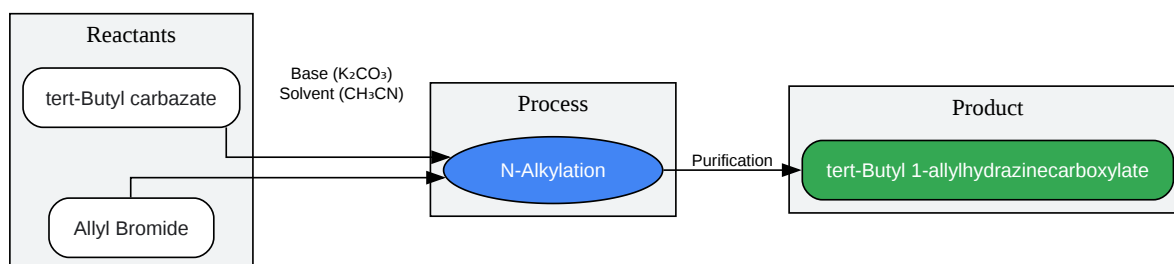 Reactants
tert-Butyl carbazate
Allyl Bromide
Base (K₂CO₃)
Solvent (CH₃CN)
Process
N-Alkylation
Purification
Product
tert-Butyl 1-allylhydrazinecarboxylate